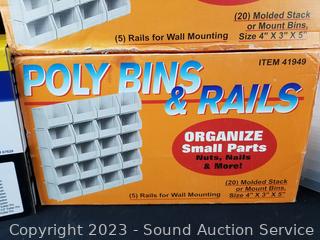 (20) Molded Stack
or Mount Bins,
(5) Rails for Wall Mounting
Size 4" X 3" X 5"
ITEM 41949
POLY BINS
& RAILS
ORGANIZE
Small Parts
Nuts, Nails
& More!
(20) Molded Stack
or Mount Bins,
(5) Rails for Wall Mounting
Size 4" X 3" X 5"
Copyright 2023 - Sound Auction Service